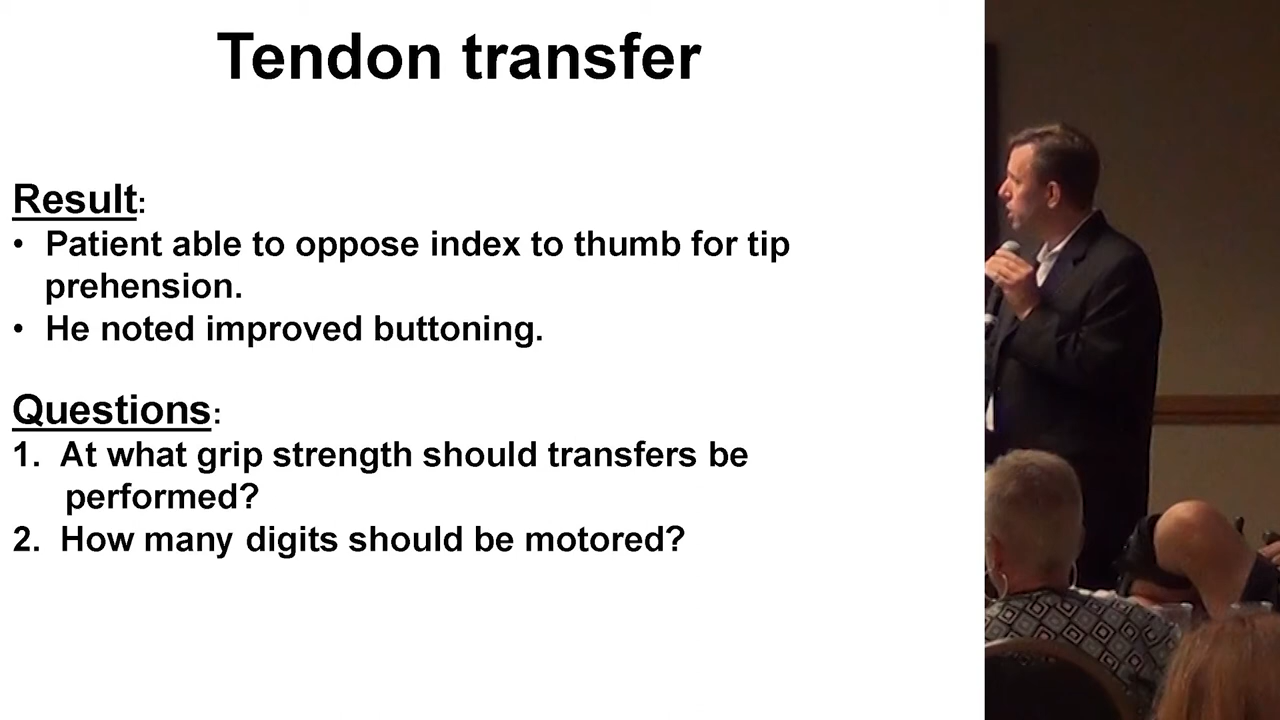 Tendon transfer
Result:
• Patient able to oppose index to thumb for tip
prehension.
• He noted improved buttoning.
Questions:
1. At what grip strength should transfers be
performed?
2. How many digits should be motored?